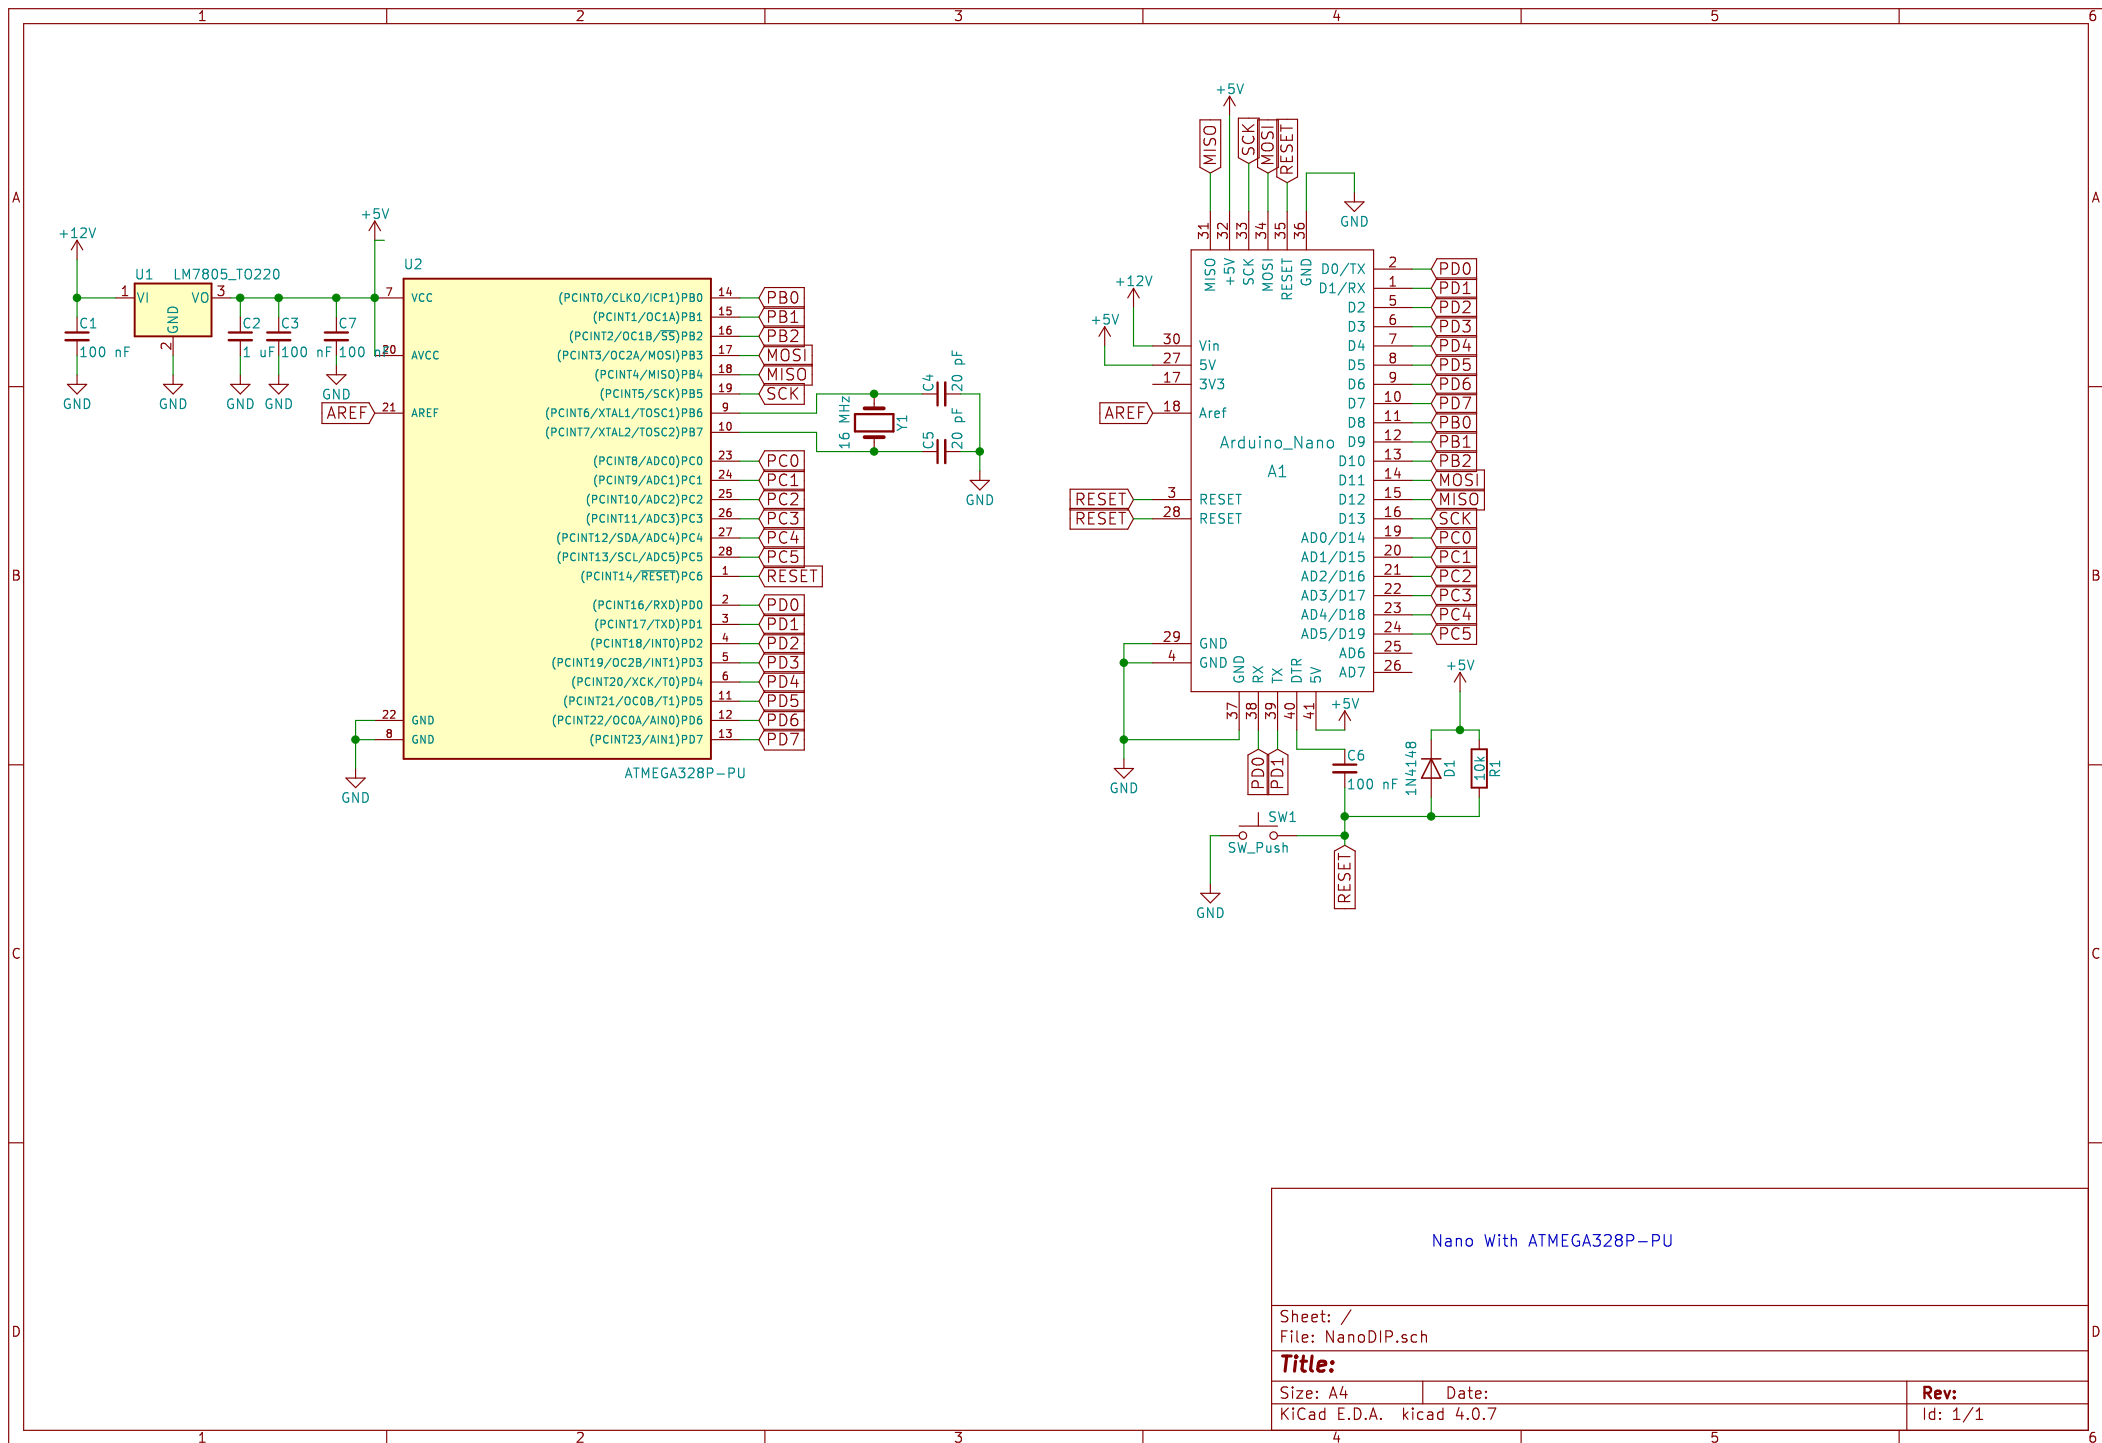 1 2 3 4 5 6
A
B
C
D
+12V
C1
100 nF
GND
U1 LM7805_TO220
1 VI VO 3
GND
2
GND
C2
1 uF
GND
C3
100 nF
GND
C7
100 nF
GND
+5V
U2
7 VCC
20 AVCC
AREF 21 AREF
22 GND
8 GND
GND
(PCINT0/CLKO/ICP1)PB0 14 PB0
(PCINT1/OC1A)PB1 15 PB1
(PCINT2/OC1B/SS)PB2 16 PB2
(PCINT3/OC2A/MOSI)PB3 17 MOSI
(PCINT4/MISO)PB4 18 MISO
(PCINT5/SCK)PB5 19 SCK
(PCINT6/XTAL1/TOSC1)PB6 9
(PCINT7/XTAL2/TOSC2)PB7 10
(PCINT8/ADC0)PC0 23 PC0
(PCINT9/ADC1)PC1 24 PC1
(PCINT10/ADC2)PC2 25 PC2
(PCINT11/ADC3)PC3 26 PC3
(PCINT12/SDA/ADC4)PC4 27 PC4
(PCINT13/SCL/ADC5)PC5 28 PC5
(PCINT14/RESET)PC6 1 RESET
(PCINT16/RXD)PD0 2 PD0
(PCINT17/TXD)PD1 3 PD1
(PCINT18/INT0)PD2 4 PD2
(PCINT19/OC2B/INT1)PD3 5 PD3
(PCINT20/XCK/T0)PD4 6 PD4
(PCINT21/OC0B/T1)PD5 11 PD5
(PCINT22/OC0A/AIN0)PD6 12 PD6
(PCINT23/AIN1)PD7 13 PD7
ATMEGA328P-PU
16 MHz
Y1
C4
20 pF
C5
20 pF
GND
+5V
MISO
SCK
MOSI
RESET
GND
31 32 33 34 35 36
MISO +5V SCK MOSI RESET GND
+12V
+5V
30 Vin
27 5V
17 3V3
AREF 18 Aref
Arduino_Nano
A1
RESET 3 RESET
RESET 28 RESET
29 GND
4 GND
GND
D0/TX 2 PD0
D1/RX 1 PD1
D2 5 PD2
D3 6 PD3
D4 7 PD4
D5 8 PD5
D6 9 PD6
D7 10 PD7
D8 11 PB0
D9 12 PB1
D10 13 PB2
D11 14 MOSI
D12 15 MISO
D13 16 SCK
AD0/D14 19 PC0
AD1/D15 20 PC1
AD2/D16 21 PC2
AD3/D17 22 PC3
AD4/D18 23 PC4
AD5/D19 24 PC5
AD6 25
AD7 26
GND RX TX DTR 5V
37 38 39 40 41
+5V
PD0
PD1
C6
100 nF
+5V
1N4148
D1
10k
R1
SW1
SW_Push
GND
RESET
Nano With ATMEGA328P-PU
Sheet: /
File: NanoDIP.sch
Title:
Size: A4 Date: Rev:
KiCad E.D.A. kicad 4.0.7 Id: 1/1
A
B
C
D
1 2 3 4 5 6